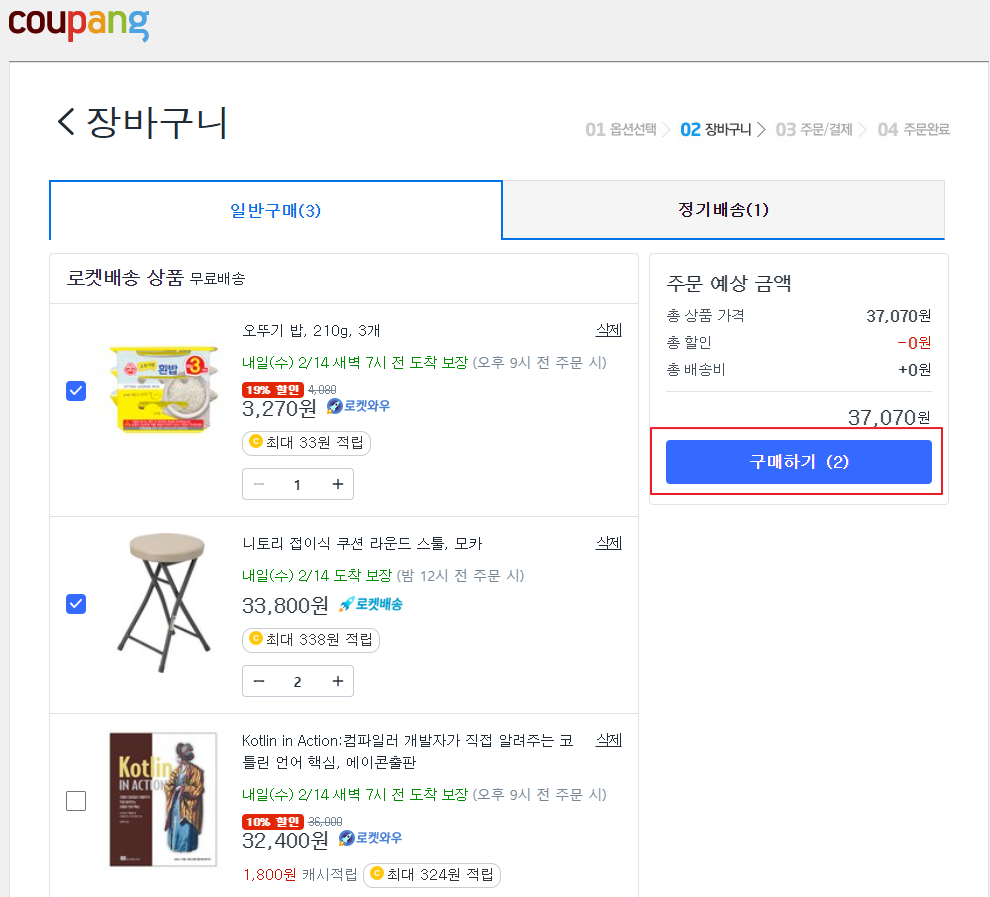 coupang
장바구니
01 옵션선택 02 장바구니 03 주문/결제 04 주문완료
일반구매(3)
정기배송(1)
로켓배송 상품 무료배송
오뚜기 밥, 210g, 3개
삭제
내일(수) 2/14 새벽 7시 전 도착 보장 (오후 9시 전 주문 시)
19% 할인 4,080
3,270원 로켓와우
최대 33원 적립
1
니토리 접이식 쿠션 라운드 스툴, 모카
삭제
내일(수) 2/14 도착 보장 (밤 12시 전 주문 시)
33,800원 로켓배송
최대 338원 적립
2
Kotlin in Action:컴파일러 개발자가 직접 알려주는 코
틀린 언어 핵심, 에이콘출판
삭제
내일(수) 2/14 새벽 7시 전 도착 보장 (오후 9시 전 주문 시)
10% 할인 36,000
32,400원 로켓와우
1,800원 캐시적립 최대 324원 적립
Kotlin
IN ACTION
주문 예상 금액
총 상품 가격 37,070원
총 할인 -0원
총 배송비 +0원
37,070원
구매하기 (2)